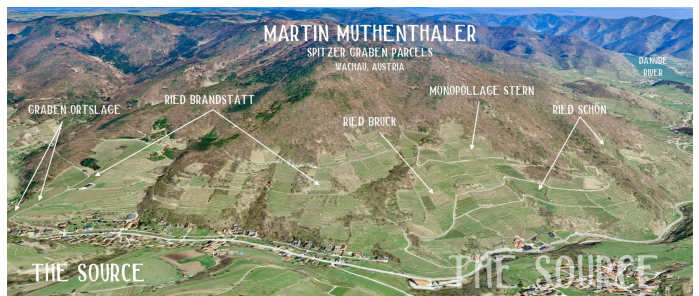 MARTIN MUTHENTHALER
SPITZER GRABEN PARCELS
WACHAU, AUSTRIA
DANUBE
RIVER
GRABEN ORTSLAGE
RIED BRANDSTATT
RIED BRUCK
MONOPOLLAGE STERN
RIED SCHÖN
THE SOURCE
THE SOURCE